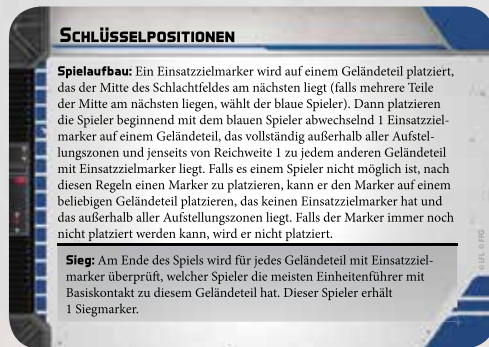 Schlüsselpositionen
Spielaufbau: Ein Einsatzzielmarker wird auf einem Geländeteil platziert,
das der Mitte des Schlachtfeldes am nächsten liegt (falls mehrere Teile
der Mitte am nächsten liegen, wählt der blaue Spieler). Dann platzieren
die Spieler beginnend mit dem blauen Spieler abwechselnd 1 Einsatzziel-
marker auf einem Geländeteil, das vollständig außerhalb aller Aufstel-
lungszonen und jenseits von Reichweite 1 zu jedem anderen Geländeteil
mit Einsatzzielmarker liegt. Falls es einem Spieler nicht möglich ist, nach
diesen Regeln einen Marker zu platzieren, kann er den Marker auf einem
beliebigen Geländeteil platzieren, das keinen Einsatzzielmarker hat und
das außerhalb aller Aufstellungszonen liegt. Falls der Marker immer noch
nicht platziert werden kann, wird er nicht platziert.
Sieg: Am Ende des Spiels wird für jedes Geländeteil mit Einsatzziel-
marker überprüft, welcher Spieler die meisten Einheitenführer mit
Basiskontakt zu diesem Geländeteil hat. Dieser Spieler erhält
1 Siegmarker.
© LFL © FFG